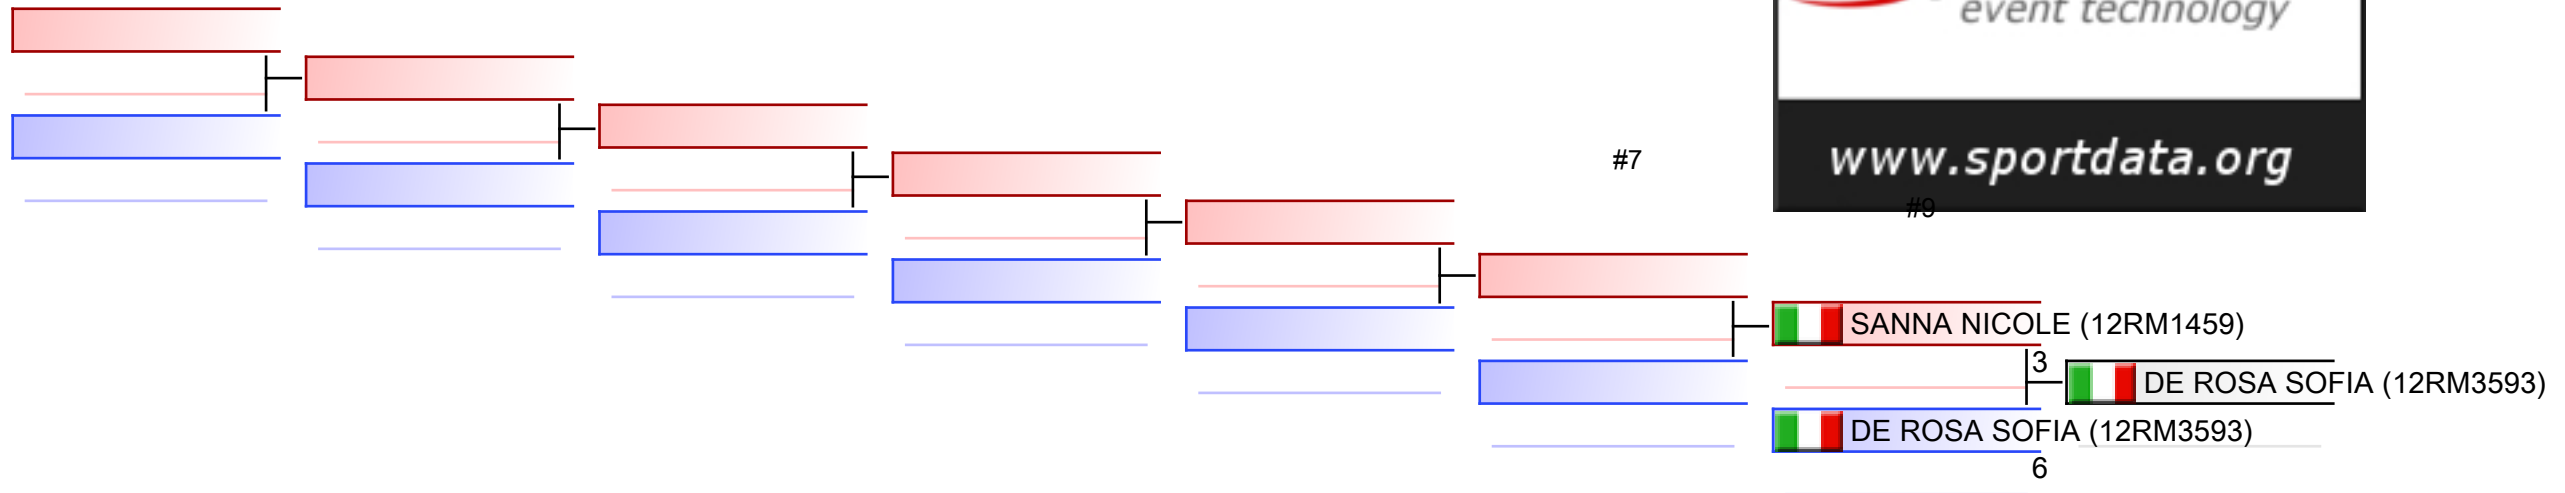 event technology
#7
www.sportdata.org
#9
SANNA NICOLE (12RM1459)
3
DE ROSA SOFIA (12RM3593)
DE ROSA SOFIA (12RM3593)
6